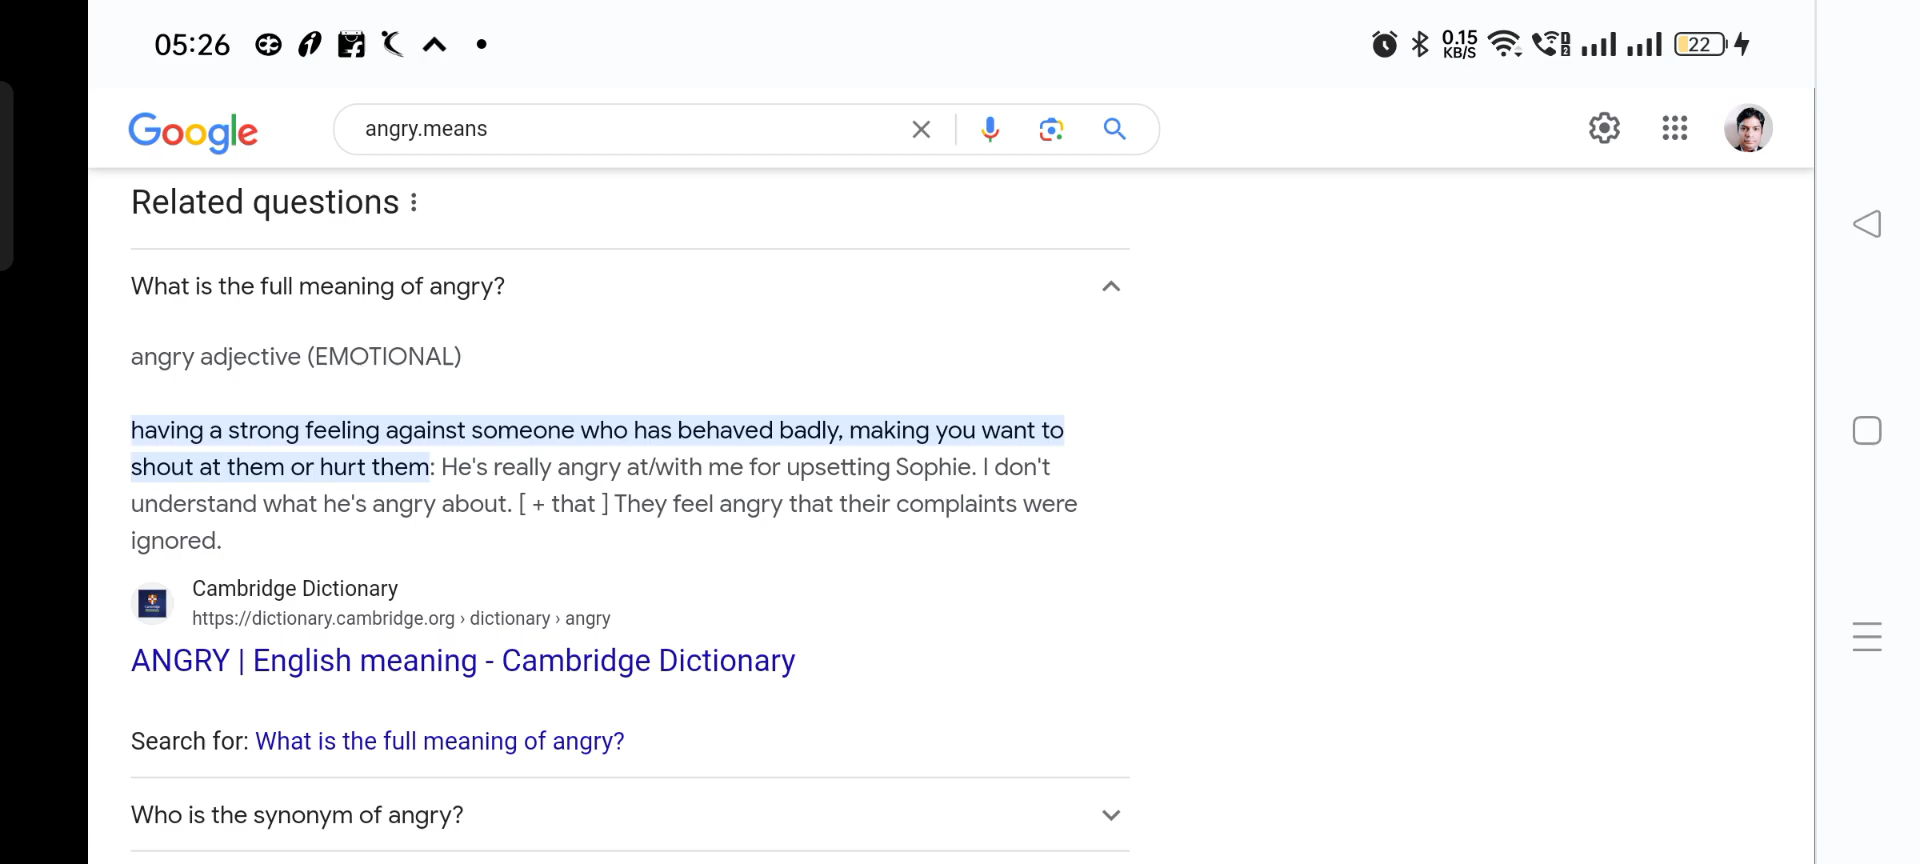 05:26 0.15 KB/S 22
Google angry.means
Related questions
What is the full meaning of angry?
angry adjective (EMOTIONAL)
having a strong feeling against someone who has behaved badly, making you want to
shout at them or hurt them: He's really angry at/with me for upsetting Sophie. I don't
understand what he's angry about. [ + that ] They feel angry that their complaints were
ignored.
Cambridge Dictionary
https://dictionary.cambridge.org › dictionary › angry
ANGRY | English meaning - Cambridge Dictionary
Search for: What is the full meaning of angry?
Who is the synonym of angry?